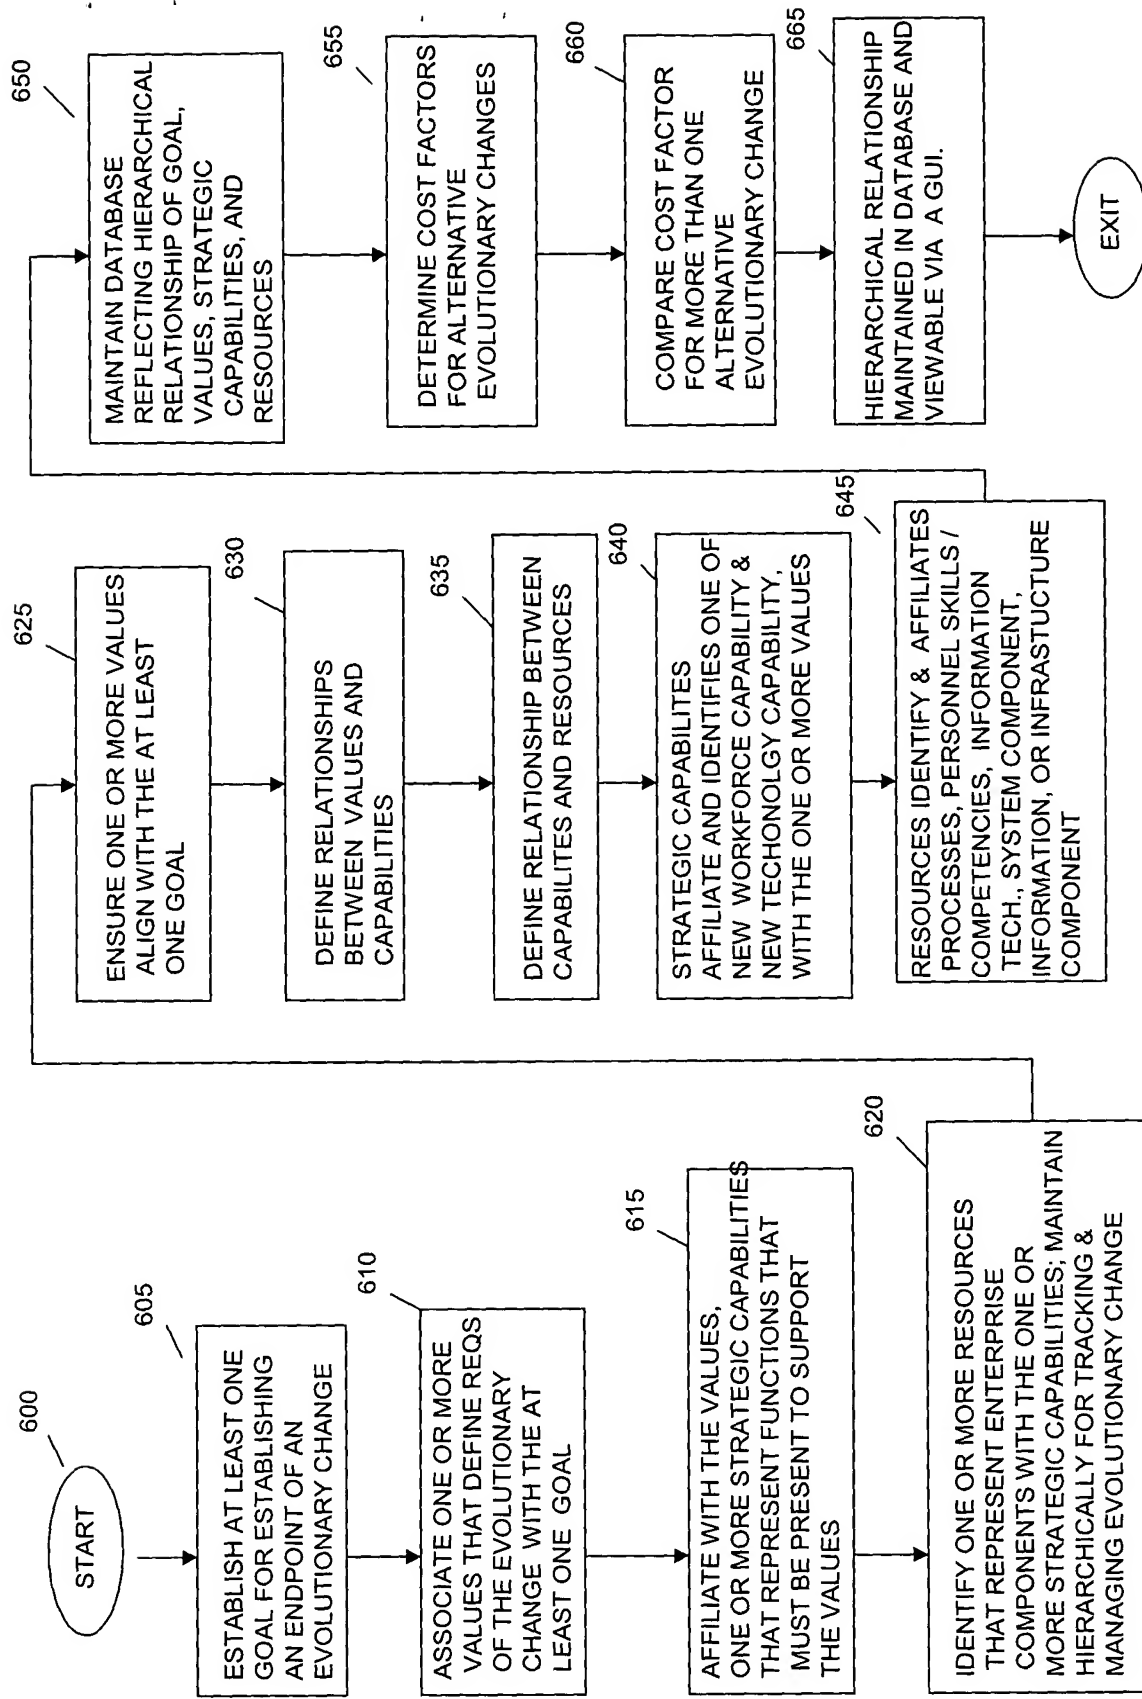 600
START
605
ESTABLISH AT LEAST ONE
GOAL FOR ESTABLISHING
AN ENDPOINT OF AN
EVOLUTIONARY CHANGE
610
ASSOCIATE ONE OR MORE
VALUES THAT DEFINE REQS
OF THE EVOLUTIONARY
CHANGE WITH THE AT
LEAST ONE GOAL
615
AFFILIATE WITH THE VALUES,
ONE OR MORE STRATEGIC CAPABILITIES
THAT REPRESENT FUNCTIONS THAT
MUST BE PRESENT TO SUPPORT
THE VALUES
620
IDENTIFY ONE OR MORE RESOURCES
THAT REPRESENT ENTERPRISE
COMPONENTS WITH THE ONE OR
MORE STRATEGIC CAPABILITIES; MAINTAIN
HIERARCHICALLY FOR TRACKING &
MANAGING EVOLUTIONARY CHANGE
625
ENSURE ONE OR MORE VALUES
ALIGN WITH THE AT LEAST
ONE GOAL
630
DEFINE RELATIONSHIPS
BETWEEN VALUES AND
CAPABILITIES
635
DEFINE RELATIONSHIP BETWEEN
CAPABILITES AND RESOURCES
640
STRATEGIC CAPABILITES
AFFILIATE AND IDENTIFIES ONE OF
NEW WORKFORCE CAPABILITY &
NEW TECHONOLGY CAPABILITY,
WITH THE ONE OR MORE VALUES
645
RESOURCES IDENTIFY & AFFILIATES
PROCESSES, PERSONNEL SKILLS /
COMPETENCIES, INFORMATION
TECH., SYSTEM COMPONENT,
INFORMATION, OR INFRASTUCTURE
COMPONENT
650
MAINTAIN DATABASE
REFLECTING HIERARCHICAL
RELATIONSHIP OF GOAL,
VALUES, STRATEGIC
CAPABILITIES, AND
RESOURCES
655
DETERMINE COST FACTORS
FOR ALTERNATIVE
EVOLUTIONARY CHANGES
660
COMPARE COST FACTOR
FOR MORE THAN ONE
ALTERNATIVE
EVOLUTIONARY CHANGE
665
HIERARCHICAL RELATIONSHIP
MAINTAINED IN DATABASE AND
VIEWABLE VIA A GUI.
EXIT